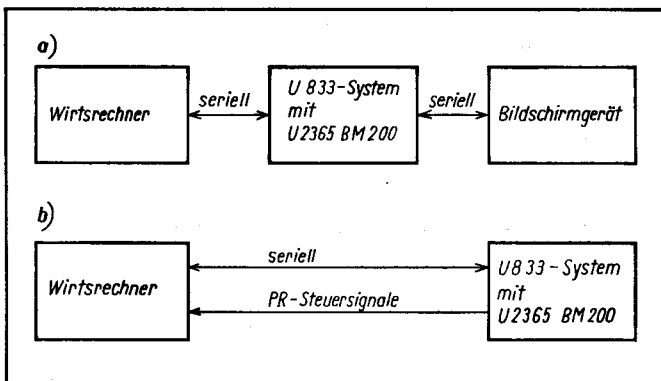 a)
Wirtsrechner
seriell
U 833-System
mit
U2365 BM200
seriell
Bildschirmgerät
b)
Wirtsrechner
seriell
PR-Steuersignale
U833-System
mit
U2365 BM200